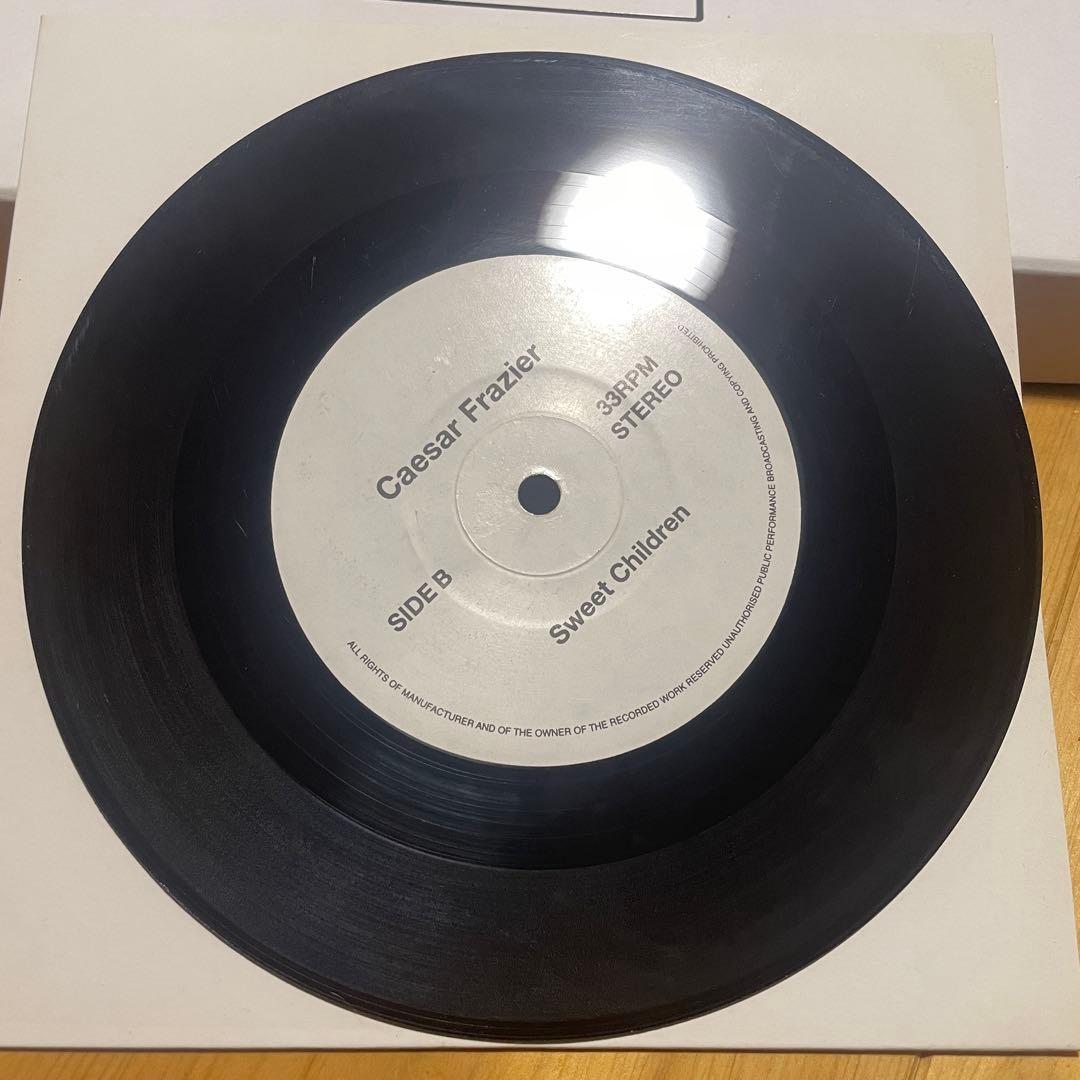 Caesar Frazier
33RPM
STEREO
SIDE B
Sweet Children
ALL RIGHTS OF MANUFACTURER AND OF THE OWNER OF THE RECORDED WORK RESERVED UNAUTHORISED PUBLIC PERFORMANCE BROADCASTING AND COPYING PROHIBITED